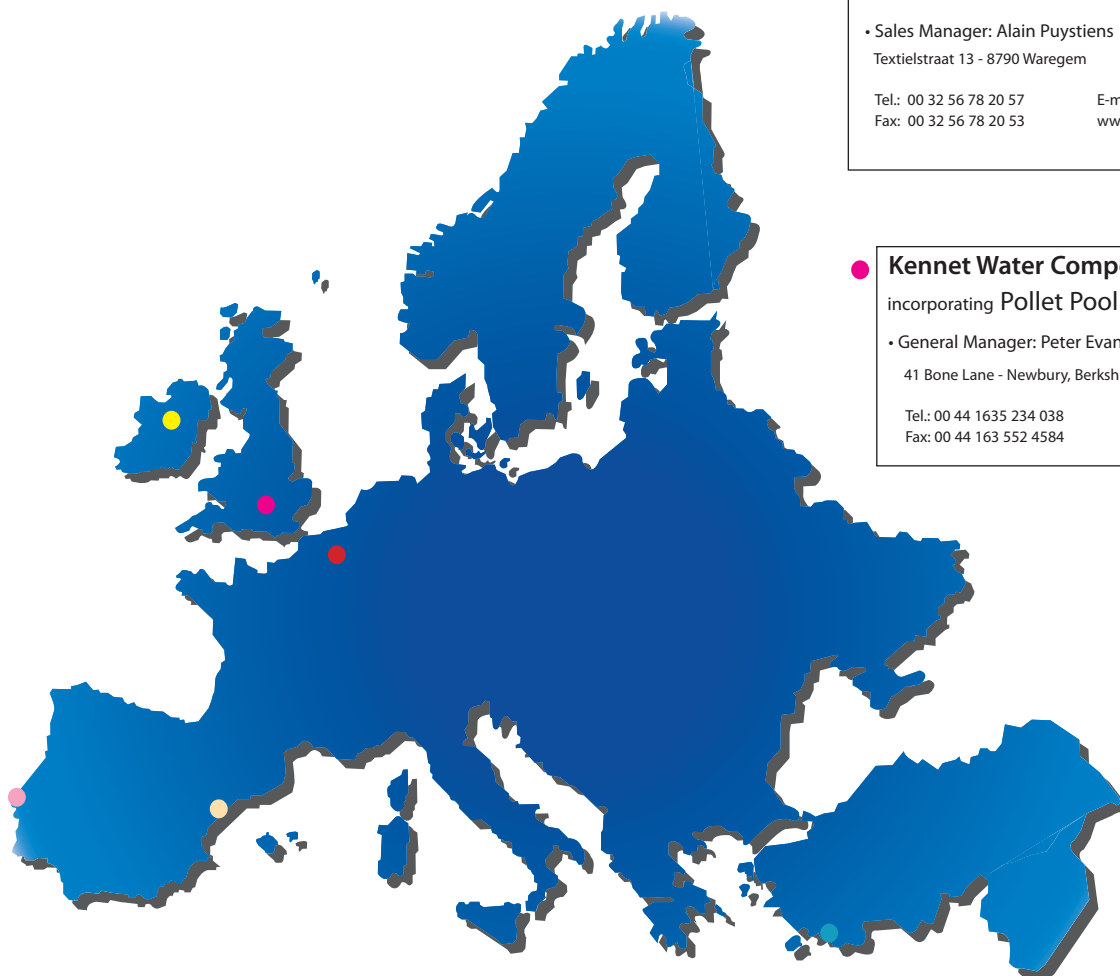 • Sales Manager: Alain Puystiens
Textielstraat 13 - 8790 Waregem
Tel.: 00 32 56 78 20 57
E-m
Fax: 00 32 56 78 20 53
ww
Kennet Water Comp
incorporating Pollet Pool
• General Manager: Peter Evan
41 Bone Lane - Newbury, Berksh
Tel.: 00 44 1635 234 038
Fax: 00 44 163 552 4584